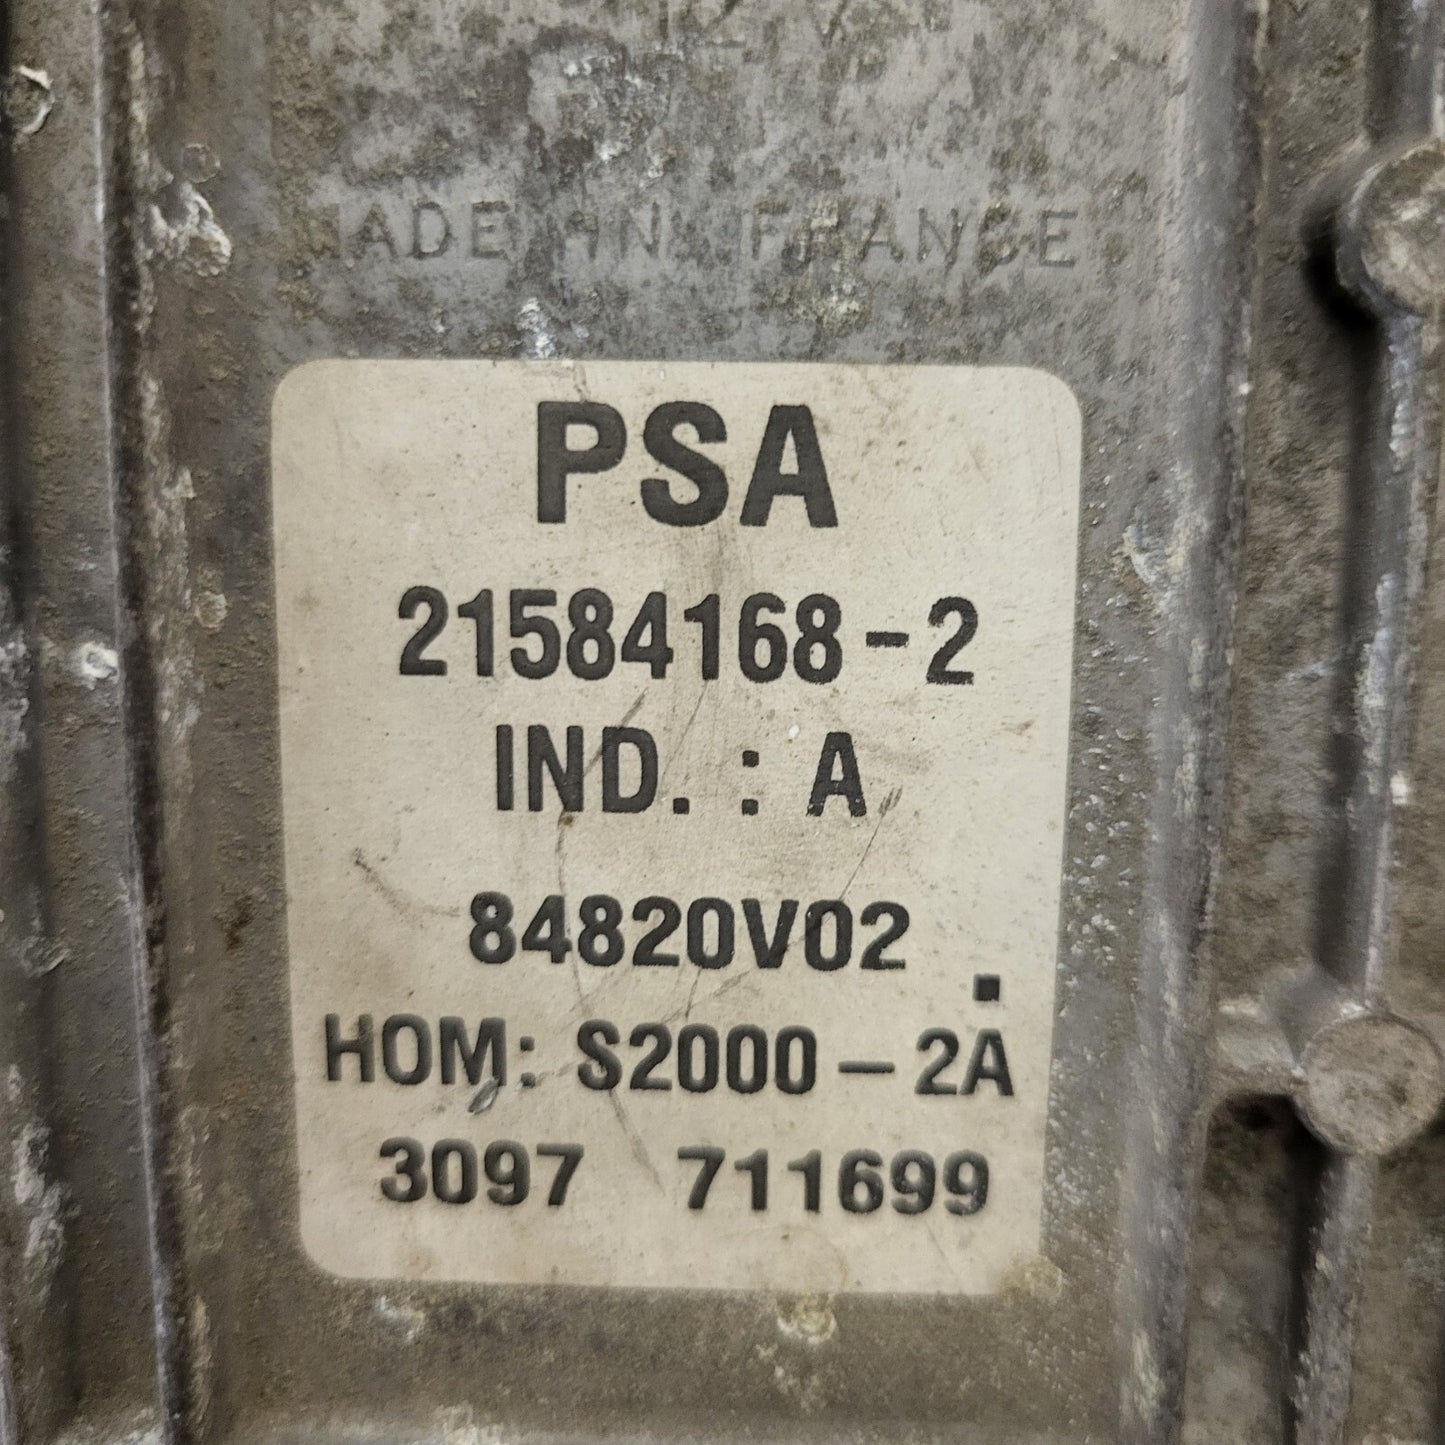 MADE IN FRANCE
PSA
21584168-2
IND. : A
84820V02
HOM: S2000-2A
3097 711699